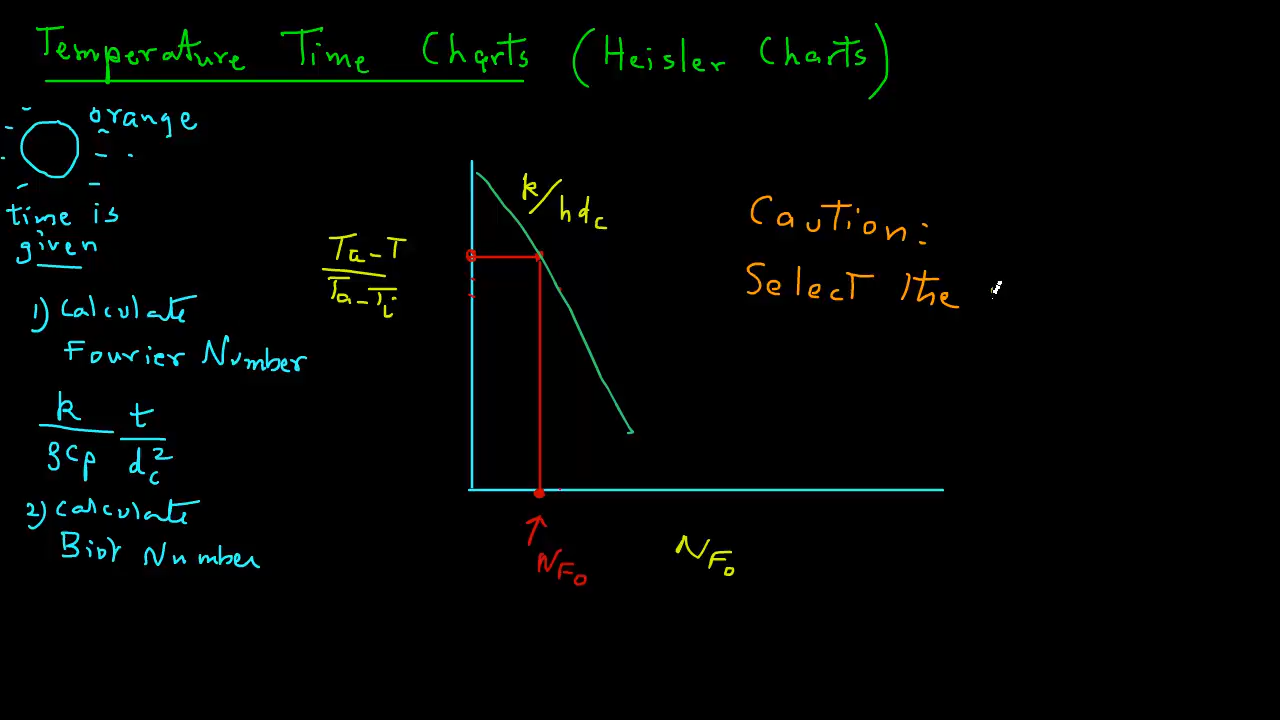 Temperature Time Charts (Heisler Charts)
orange
time is
given
1) Calculate
Fourier Number
k t
ρCp dc²
2) Calculate
Biot Number
Ta - T
Ta - Ti
k/hdc
NFo
NFo
Caution:
Select the